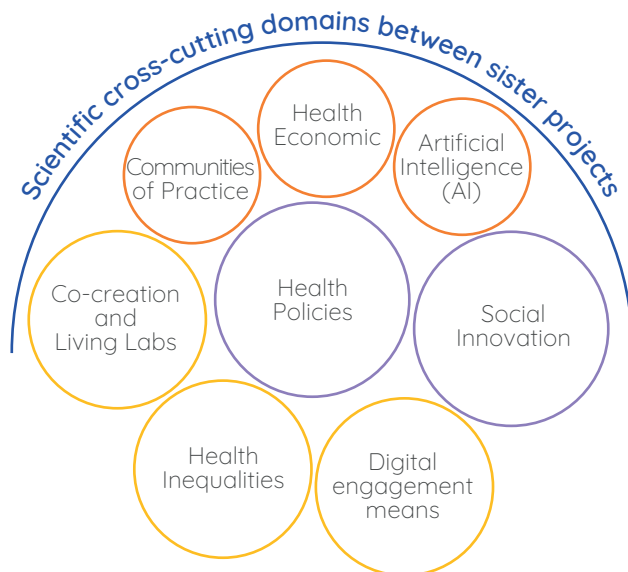 Scientific cross-cutting domains between sister projects
Health
Economic
Communities
of Practice
Artificial
Intelligence
(AI)
Co-creation
and
Living Labs
Health
Policies
Social
Innovation
Health
Inequalities
Digital
engagement
means